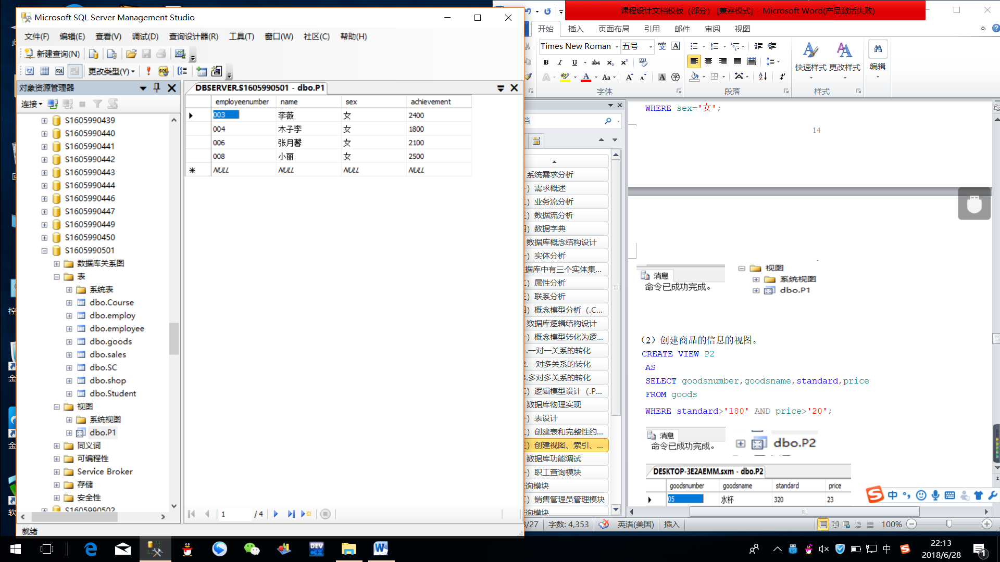 Microsoft SQL Server Management Studio
文件(F) 编辑(E) 查看(V) 调试(D) 查询设计器(R) 工具(T) 窗口(W) 社区(C) 帮助(H)
新建查询(N)
更改类型(Y)
对象资源管理器
连接
S1605990439
S1605990440
S1605990441
S1605990442
S1605990443
S1605990444
S1605990446
S1605990447
S1605990449
S1605990450
S1605990501
数据库关系图
表
系统表
dbo.Course
dbo.employ
dbo.employee
dbo.goods
dbo.sales
dbo.SC
dbo.shop
dbo.Student
视图
系统视图
dbo.P1
同义词
可编程性
Service Broker
存储
安全性
S1605990502
就绪
DBSERVER.S1605990501 - dbo.P1
employeenumber name sex achievement
003 李薇 女 2400
004 木子李 女 1800
006 张月馨 女 2100
008 小丽 女 2500
NULL NULL NULL NULL
1 / 4
课程设计文档模板（部分） [兼容模式] - Microsoft Word(产品激活失败)
开始 插入 页面布局 引用 邮件 审阅 视图
Times New Roman 五号
快速样式 更改样式 编辑
字体 段落 样式
系统需求分析
需求概述
业务流分析
数据流分析
数据字典
数据库概念结构设计
实体分析
据库中有三个实体集...
属性分析
联系分析
概念模型分析（.C...
数据库逻辑结构设计
概念模型转化为逻...
.一对一关系的转化
2.一对多关系的转化
3.多对多关系的转化
逻辑模型设计（.P...
数据库物理实现
表设计
创建表和完整性约...
创建视图、索引、...
数据库功能调试
职工查询模块
询模块
销售管理员管理模块
询模块
WHERE sex='女';
14
消息
命令已成功完成。
视图
系统视图
dbo.P1
（2）创建商品的信息的视图。
CREATE VIEW P2
AS
SELECT goodsnumber,goodsname,standard,price
FROM goods
WHERE standard>'180' AND price>'20';
消息
命令已成功完成。
dbo.P2
DESKTOP-3E2AEMM.sxm - dbo.P2
goodsnumber goodsname standard price
05 水杯 320 23
中
/27 字数: 4,353 英语(美国) 插入 100%
DEV C++
中
22:13
2018/6/28
1